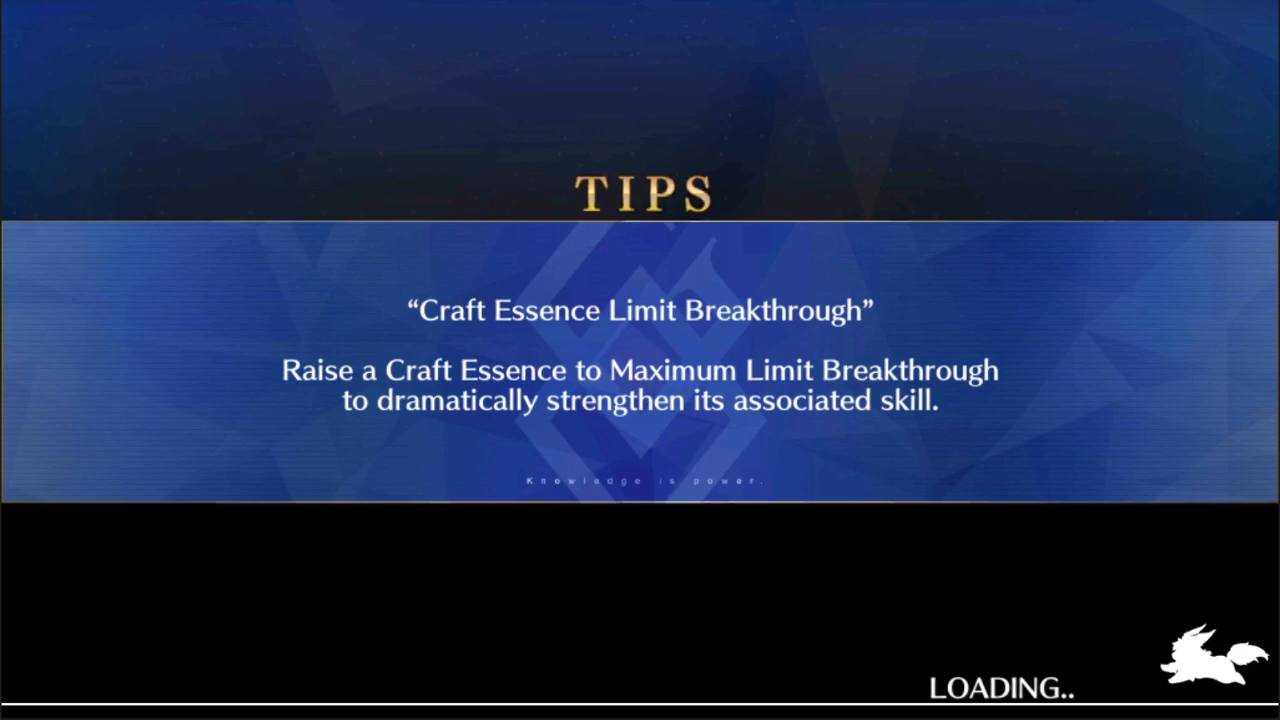 TIPS
“Craft Essence Limit Breakthrough”
Raise a Craft Essence to Maximum Limit Breakthrough
to dramatically strengthen its associated skill.
Knowledge is power.
LOADING..